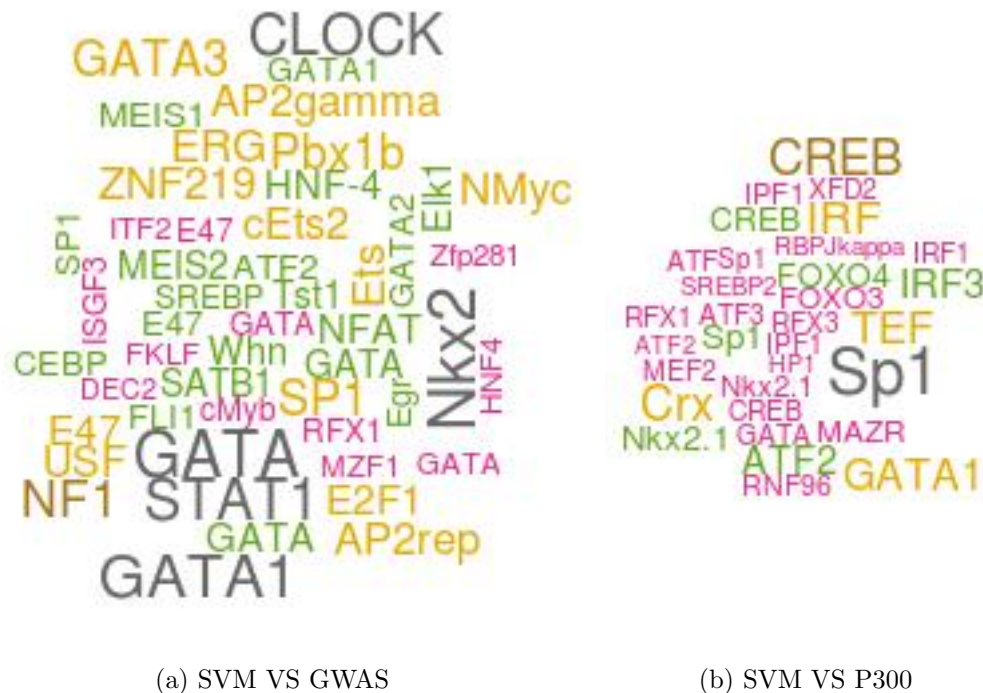 CLOCK
GATA3
GATA1
MEIS1 AP2gamma
ERG Pbx1b
ZNF219 HNF-4
Elk1
NMyc
ITF2 E47 cEts2
GATA2
SP1
Zfp281
MEIS2 ATF2
Ets
ISGF3
SREBP Tst1
E47 GATA NFAT
Nkx2
CEBP FKLF Whn GATA
HNF4
DEC2 SATB1 SP1
Egr
FLI1 cMyb
E47 RFX1
USF GATA MZF1 GATA
NF1 STAT1 E2F1
GATA AP2rep
GATA1
(a) SVM VS GWAS
CREB
IPF1 XFD2
CREB IRF
RBPJkappa IRF1
ATF Sp1
SREBP2 FOXO4 IRF3
FOXO3
RFX1 ATF3 RFX3 TEF
ATF2 Sp1 IPF1
HP1 Sp1
MEF2 Nkx2.1
Crx CREB
Nkx2.1 GATA MAZR
ATF2 GATA1
RNF96
(b) SVM VS P300